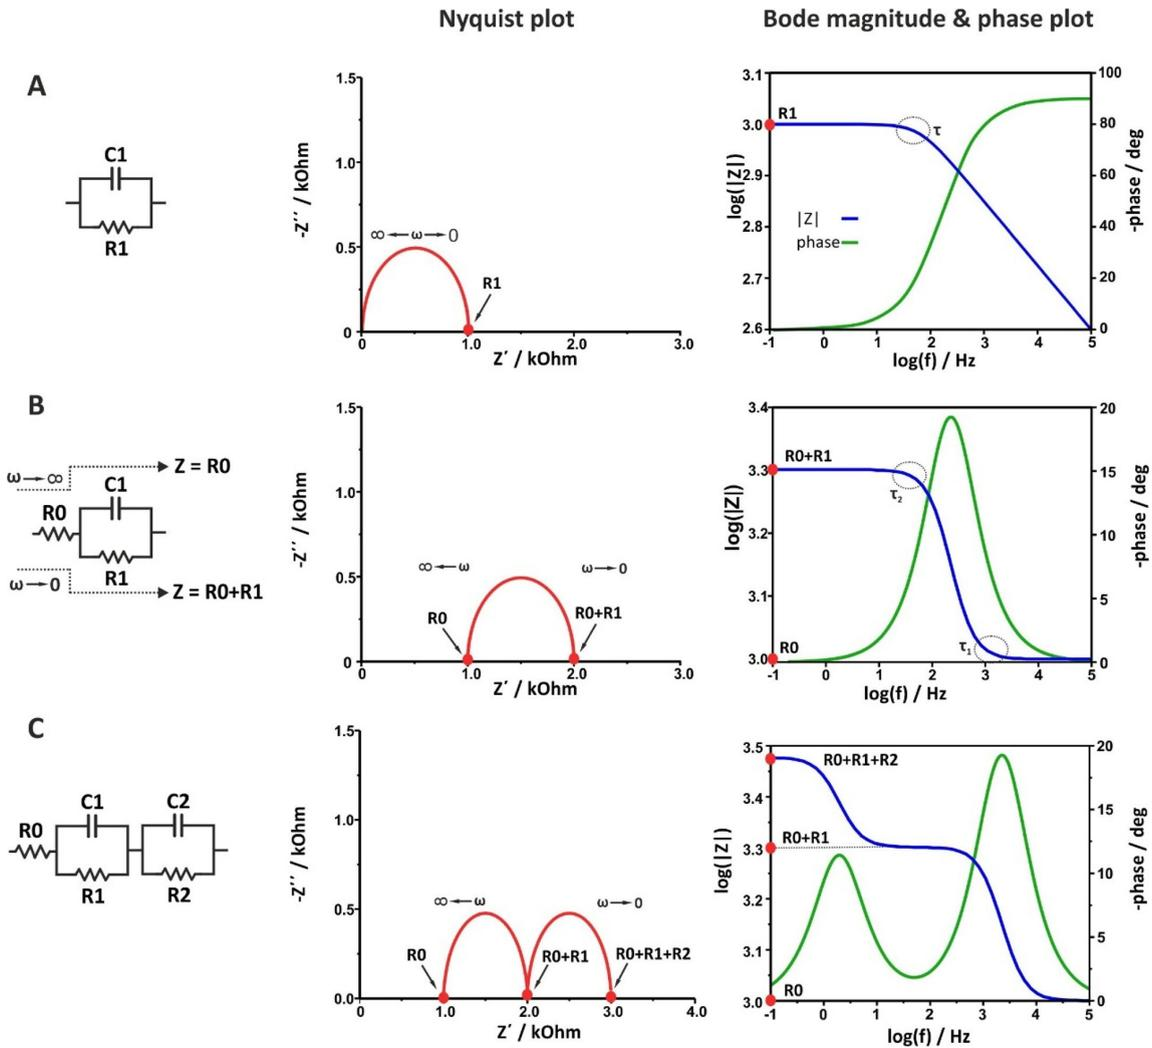 Nyquist plot
Bode magnitude & phase plot
A
C1
R1
1.5
1.0
0.5
0
-Z´´ / kOhm
∞ ← ω → 0
R1
0
1.0
2.0
3.0
Z´ / kOhm
3.1
3.0
2.9
2.8
2.7
2.6
log(|Z|)
R1
τ
|Z|
phase
100
80
60
40
20
0
-phase / deg
-1
0
1
2
3
4
5
log(f) / Hz
B
ω → ∞
Z = R0
C1
R0
R1
ω → 0
Z = R0+R1
1.5
1.0
0.5
0
-Z´´ / kOhm
∞ ← ω
ω → 0
R0
R0+R1
1.0
2.0
3.0
Z´ / kOhm
3.4
3.3
3.2
3.1
3.0
log(|Z|)
R0+R1
τ2
τ1
R0
20
15
10
5
0
-phase / deg
-1
0
1
2
3
4
5
log(f) / Hz
C
C1
C2
R0
R1
R2
1.5
1.0
0.5
0.0
-Z´´ / kOhm
∞ ← ω
ω → 0
R0
R0+R1
R0+R1+R2
1.0
2.0
3.0
4.0
Z´ / kOhm
3.5
3.4
3.3
3.2
3.1
3.0
log(|Z|)
R0+R1+R2
R0+R1
R0
20
15
10
5
0
-phase / deg
-1
0
1
2
3
4
5
log(f) / Hz